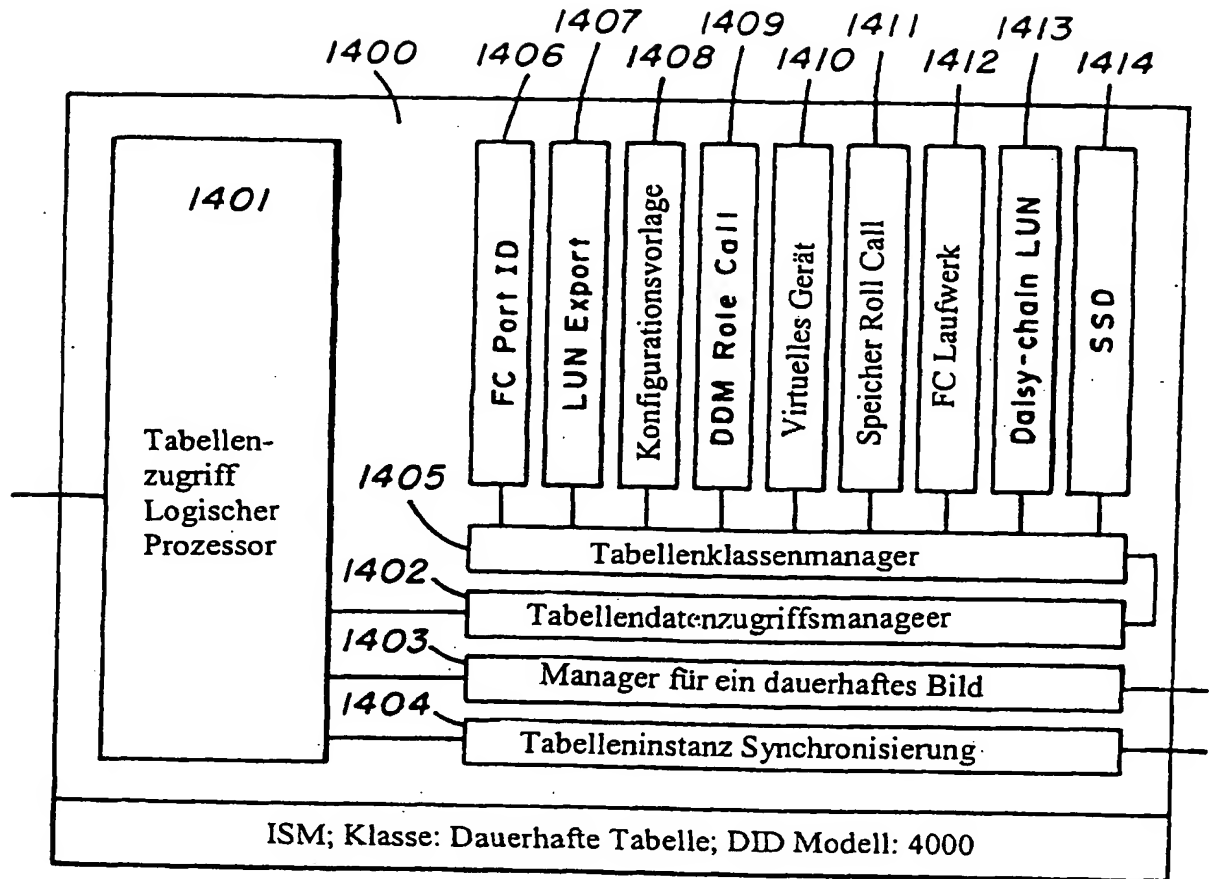 1407 1409 1411 1413
1400 1406 1408 1410 1412 1414
1401
FC Port ID
LUN Export
Konfigurationsvorlage
DDM Role Call
Virtuelles Gerät
Speicher Roll Call
FC Laufwerk
Daisy-chain LUN
SSD
Tabellen-
zugriff
Logischer
Prozessor
1405
Tabellenklassenmanager
1402
Tabellendatenzugriffsmanageer
1403
Manager für ein dauerhaftes Bild
1404
Tabelleninstanz Synchronisierung
ISM; Klasse: Dauerhafte Tabelle; DID Modell: 4000